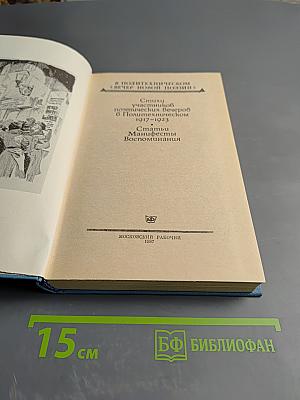 В ПОЛИТЕХНИЧЕСКОМ
«ВЕЧЕР НОВОЙ ПОЭЗИИ»
Стихи
участников
поэтических вечеров
в Политехническом
1917–1923
•
Статьи
Манифесты
Воспоминания
МОСКОВСКИЙ РАБОЧИЙ
1987
15 см
БФ БИБЛИОФАН